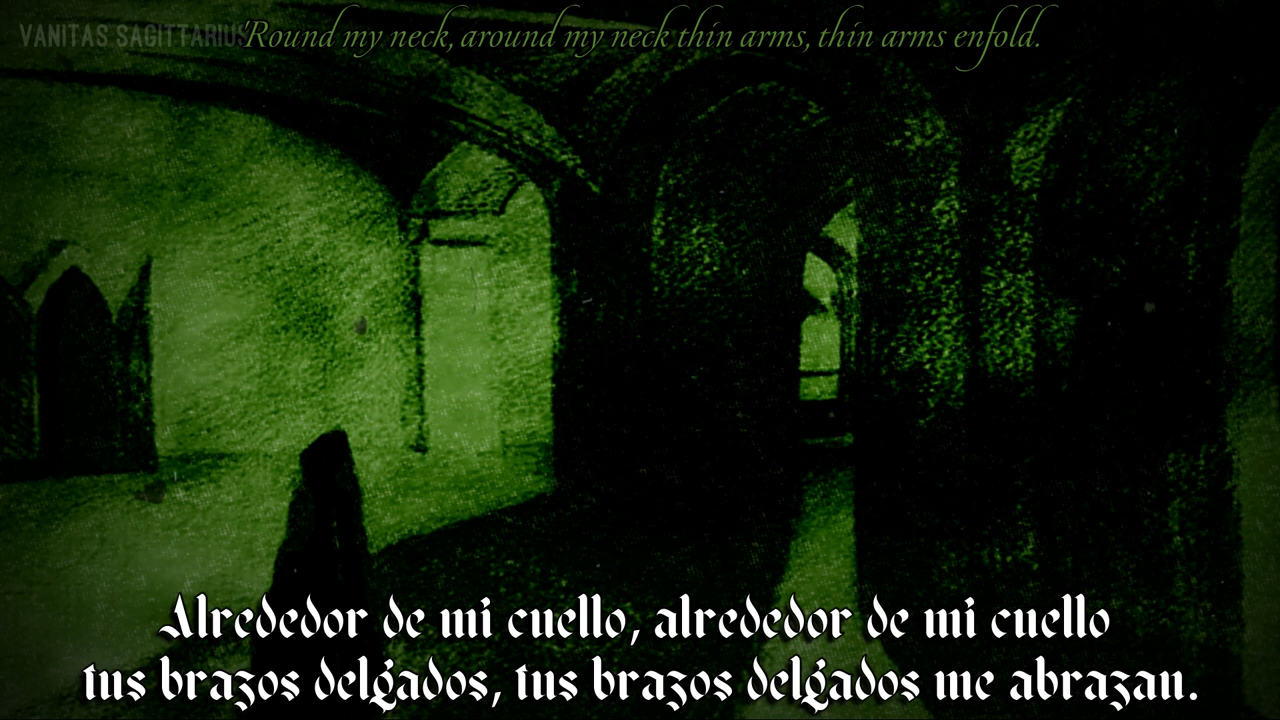 VANITAS SAGITTARIUS
'Round my neck, around my neck thin arms, thin arms enfold.
Alrededor de mi cuello, alrededor de mi cuello
tus brazos delgados, tus brazos delgados me abrazan.